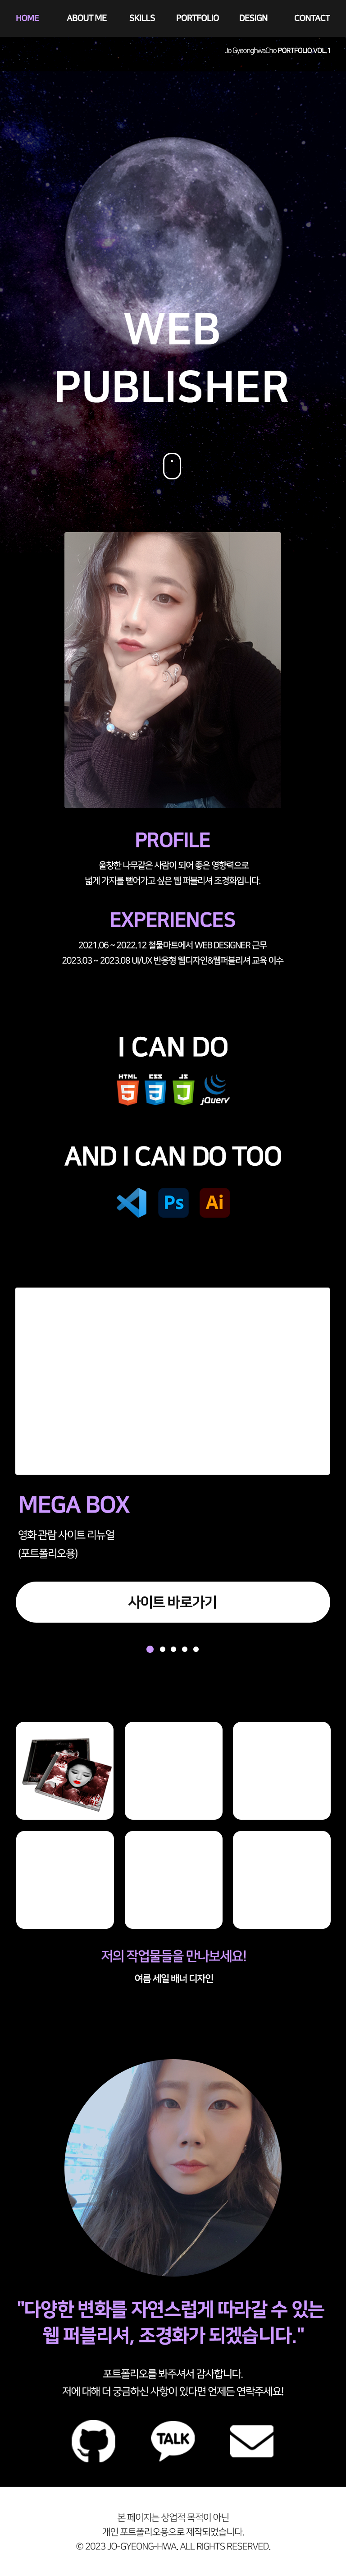 HOME ABOUT ME SKILLS PORTFOLIO DESIGN CONTACT
Jo GyeonghwaCho PORTFOLIO.VOL.1
WEB
PUBLISHER
PROFILE
울창한 나무같은 사람이 되어 좋은 영향력으로
넓게 가지를 뻗어가고 싶은 웹 퍼블리셔 조경화입니다.
EXPERIENCES
2021.06 ~ 2022.12 철물마트에서 WEB DESIGNER 근무
2023.03 ~ 2023.08 UI/UX 반응형 웹디자인&웹퍼블리셔 교육 이수
I CAN DO
HTML CSS JS
5 3 5 jQuery
AND I CAN DO TOO
Ps Ai
MEGA BOX
영화 관람 사이트 리뉴얼
(포트폴리오용)
사이트 바로가기
저의 작업물들을 만나보세요!
여름 세일 배너 디자인
"다양한 변화를 자연스럽게 따라갈 수 있는
웹 퍼블리셔, 조경화가 되겠습니다."
포트폴리오를 봐주셔서 감사합니다.
저에 대해 더 궁금하신 사항이 있다면 언제든 연락주세요!
TALK
본 페이지는 상업적 목적이 아닌
개인 포트폴리오용으로 제작되었습니다.
© 2023 JO-GYEONG-HWA. ALL RIGHTS RESERVED.